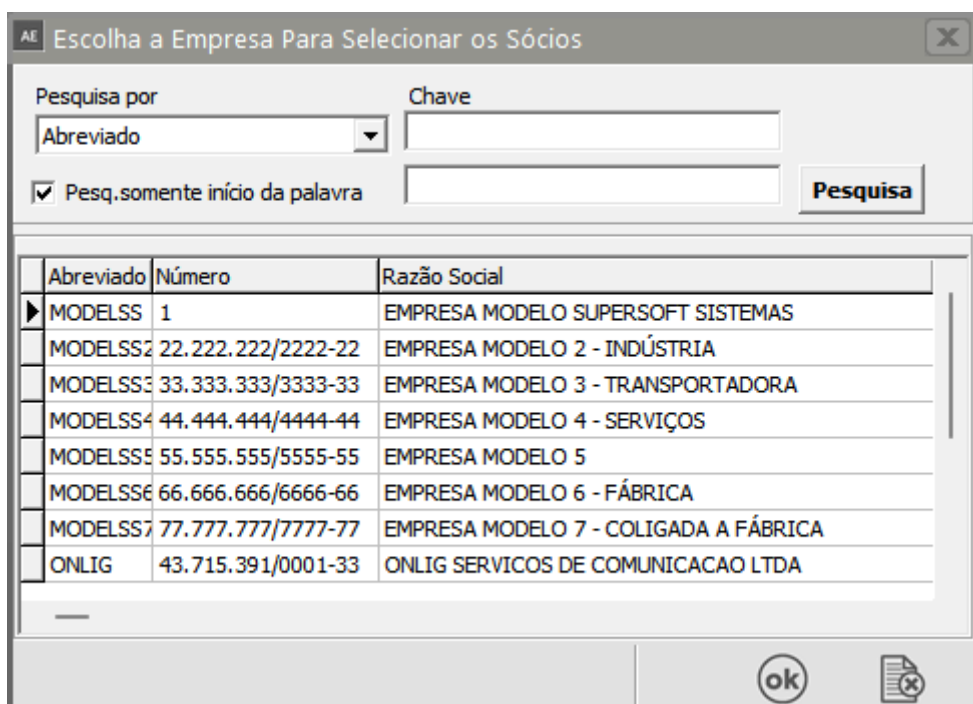 AE Escolha a Empresa Para Selecionar os Sócios
Pesquisa por Chave
Abreviado
Pesq.somente início da palavra Pesquisa
Abreviado Número Razão Social
MODELSS 1 EMPRESA MODELO SUPERSOFT SISTEMAS
MODELSS2 22.222.222/2222-22 EMPRESA MODELO 2 - INDÚSTRIA
MODELSS3 33.333.333/3333-33 EMPRESA MODELO 3 - TRANSPORTADORA
MODELSS4 44.444.444/4444-44 EMPRESA MODELO 4 - SERVIÇOS
MODELSS5 55.555.555/5555-55 EMPRESA MODELO 5
MODELSS6 66.666.666/6666-66 EMPRESA MODELO 6 - FÁBRICA
MODELSS7 77.777.777/7777-77 EMPRESA MODELO 7 - COLIGADA A FÁBRICA
ONLIG 43.715.391/0001-33 ONLIG SERVICOS DE COMUNICACAO LTDA
ok